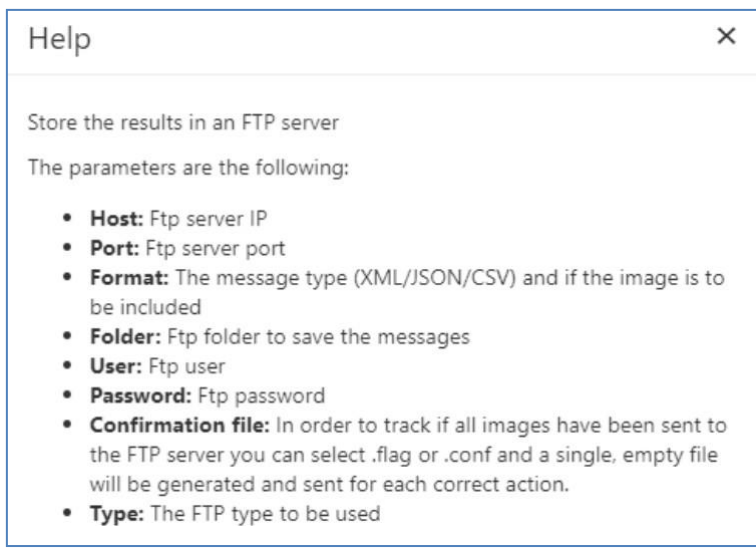 Help
Store the results in an FTP server
The parameters are the following:
• Host: Ftp server IP
• Port: Ftp server port
• Format: The message type (XML/JSON/CSV) and if the image is to
be included
• Folder: Ftp folder to save the messages
• User: Ftp user
• Password: Ftp password
• Confirmation file: In order to track if all images have been sent to
the FTP server you can select .flag or .conf and a single, empty file
will be generated and sent for each correct action.
• Type: The FTP type to be used